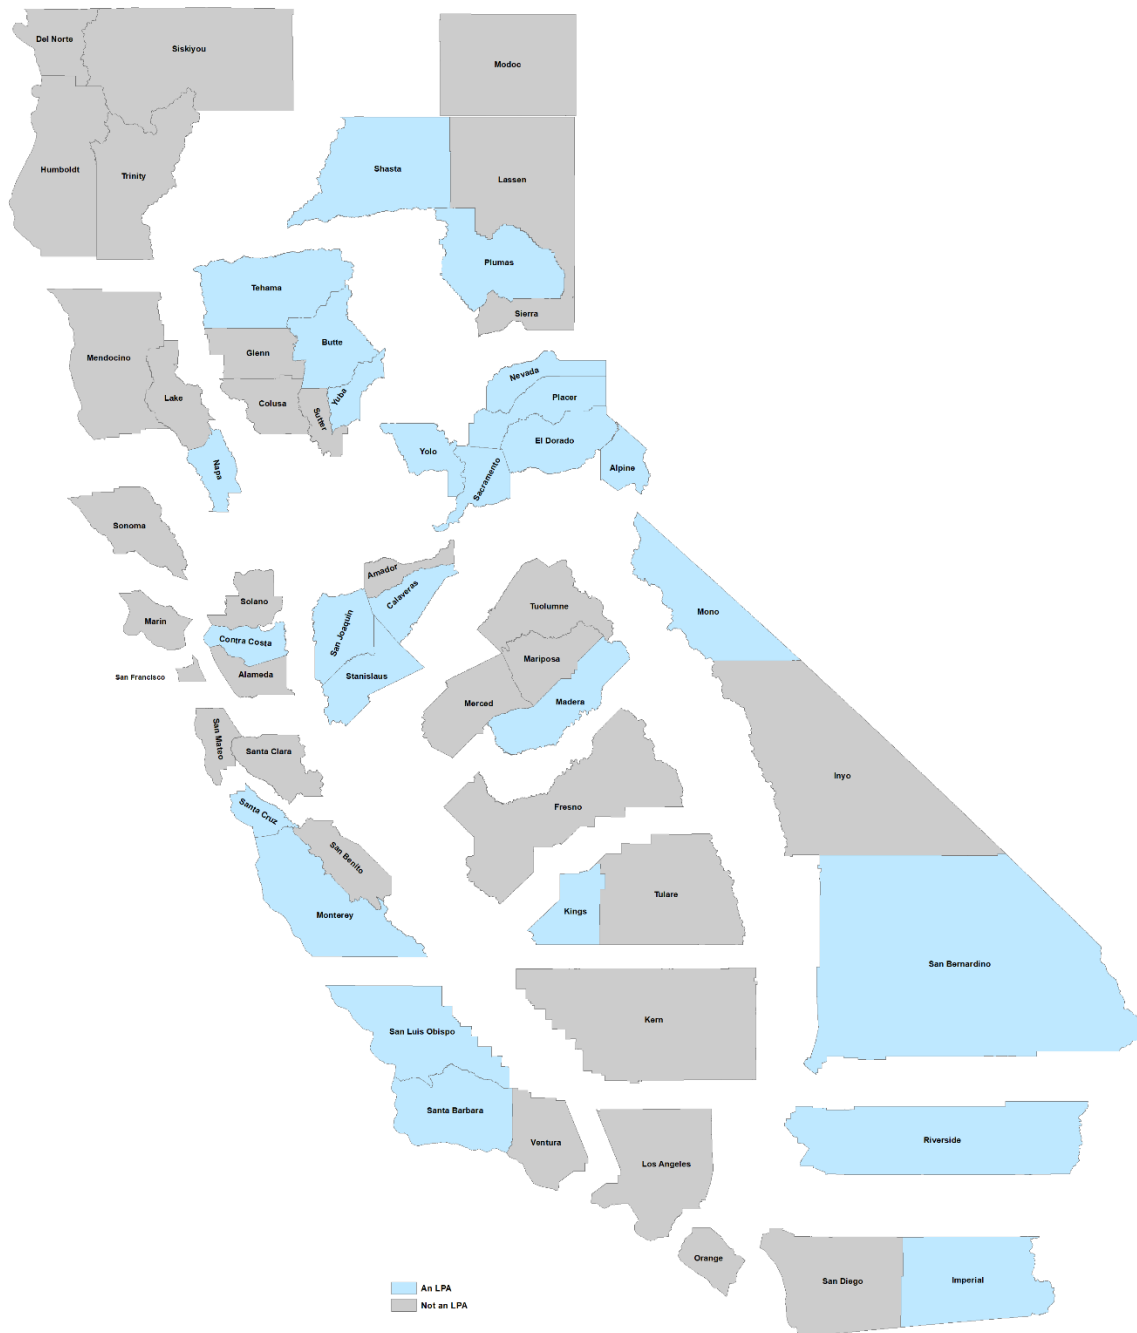 Del Norte
Siskiyou
Modoc
Humboldt
Trinity
Shasta
Lassen
Plumas
Tehama
Sierra
Butte
Glenn
Mendocino
Nevada
Yuba
Placer
Lake
Colusa
Sutter
El Dorado
Yolo
Napa
Sacramento
Alpine
Sonoma
Amador
Calaveras
Solano
Tuolumne
Mono
Marin
San Joaquin
Contra Costa
Mariposa
San Francisco
Alameda
Stanislaus
Merced
Madera
San Mateo
Santa Clara
Inyo
Fresno
Santa Cruz
San Benito
Tulare
Kings
Monterey
San Bernardino
Kern
San Luis Obispo
Santa Barbara
Ventura
Riverside
Los Angeles
Orange
San Diego
Imperial
An LPA
Not an LPA